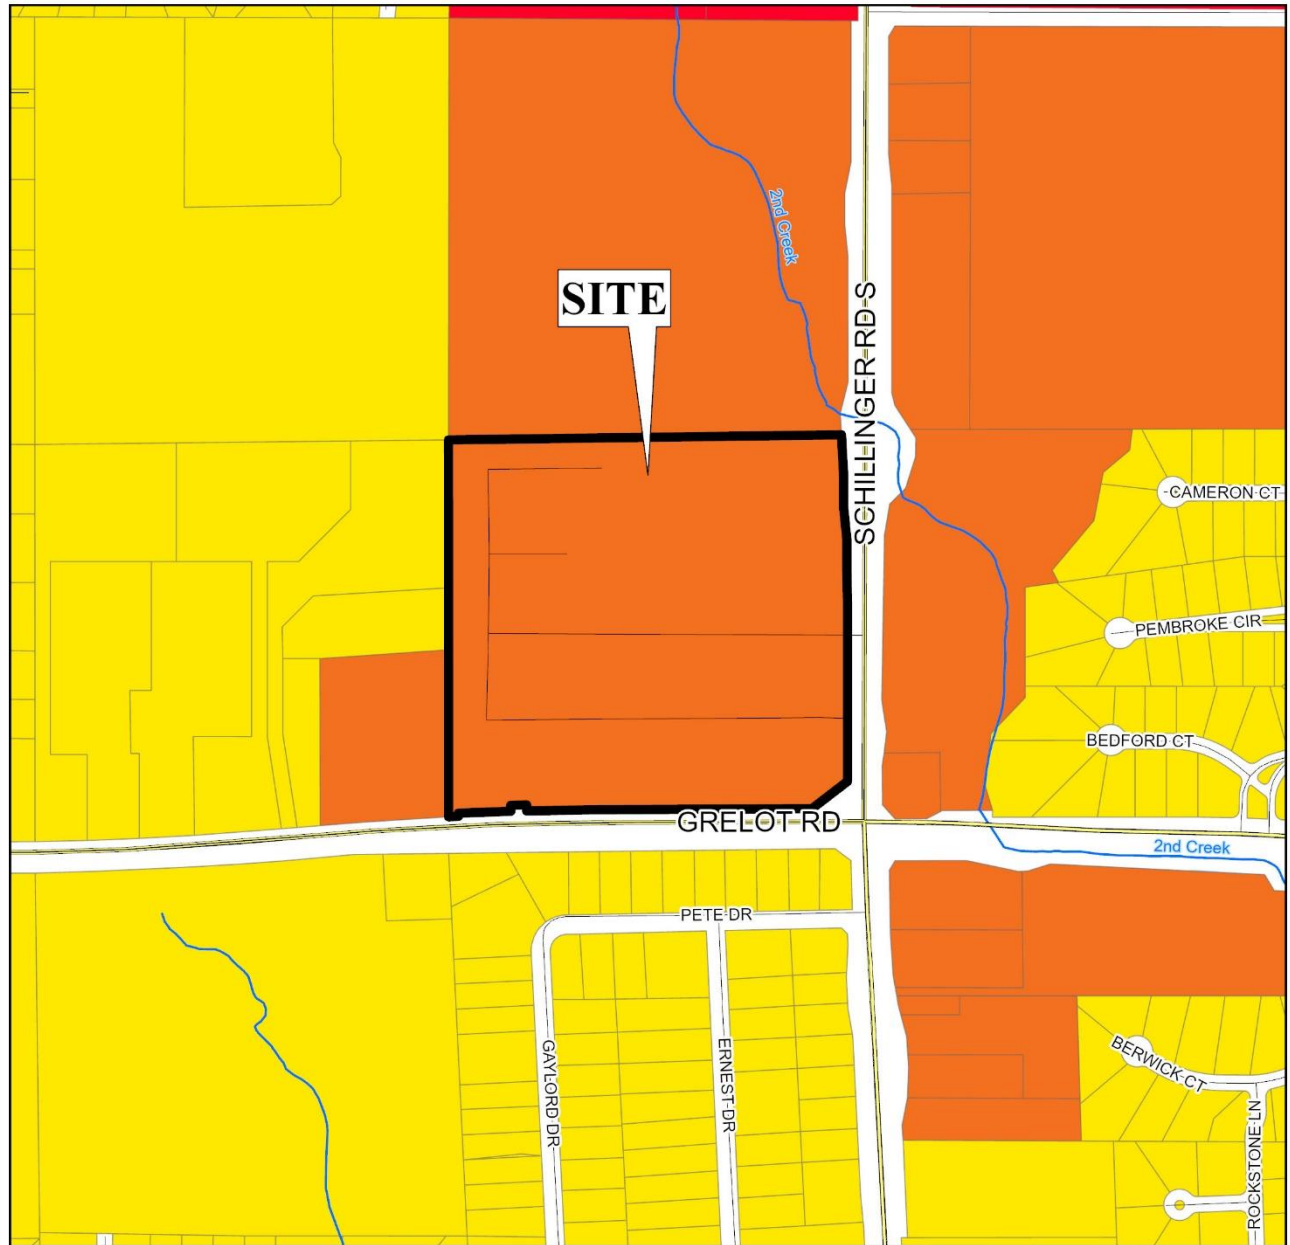 2nd Creek
SITE
SCHILLINGER RD S
CAMERON CT
PEMBROKE CIR
BEDFORD CT
GRELOT RD
2nd Creek
PETE DR
GAYLORD DR
ERNEST DR
BERWICK CT
ROCKSTONE LN